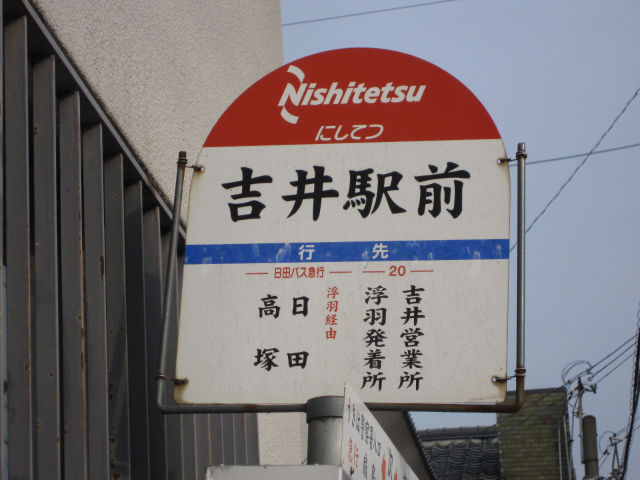 Nishitetsu
にしてつ
吉井駅前
行先
日田バス急行
20
吉井営業所
浮羽発着所
浮羽経由
日田
高塚